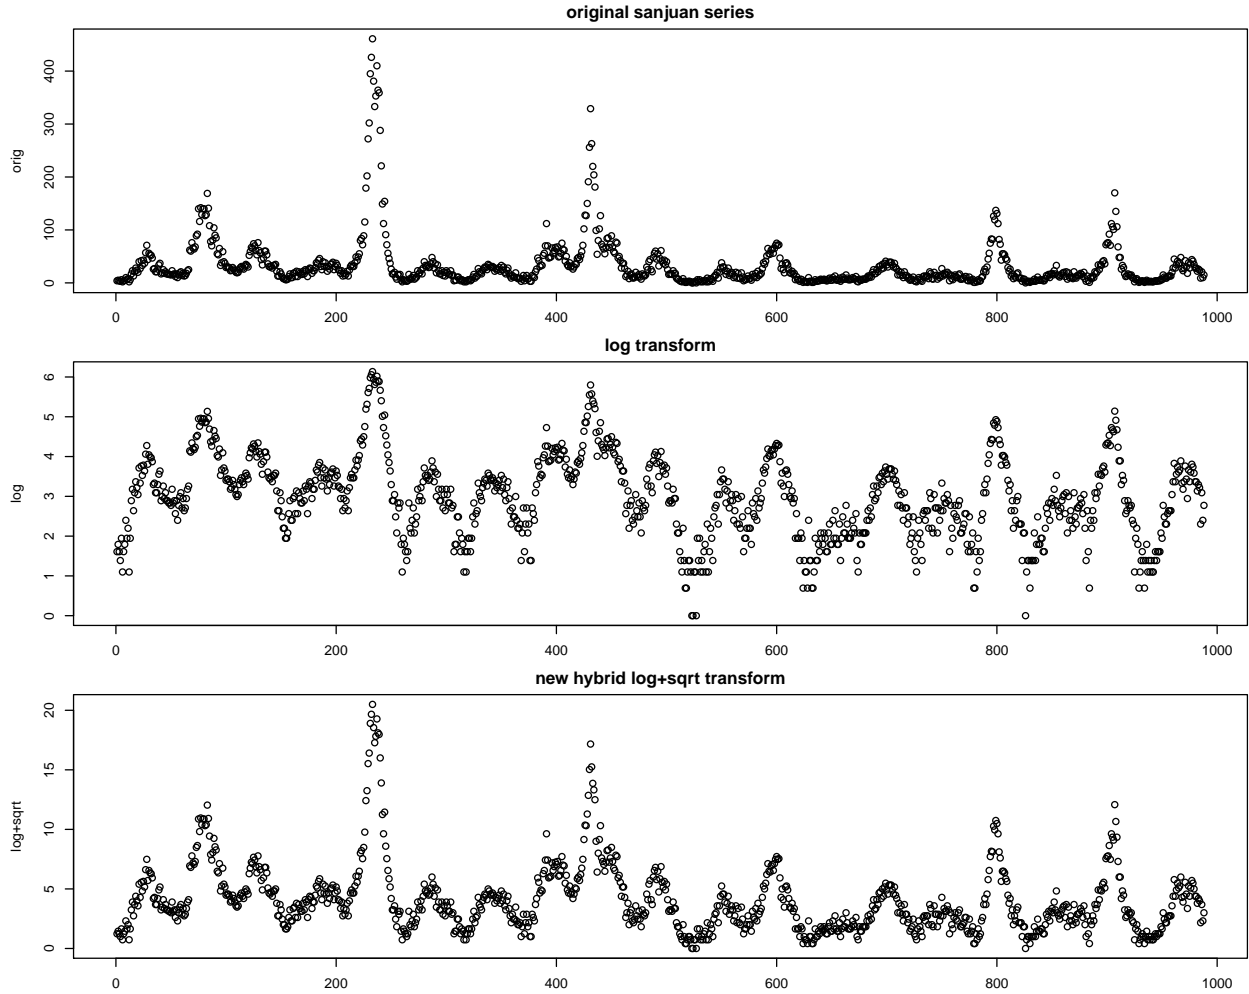 original sanjuan series
orig
400
300
200
100
0
0 200 400 600 800 1000
log transform
log
6
5
4
3
2
1
0
0 200 400 600 800 1000
new hybrid log+sqrt transform
log+sqrt
20
15
10
5
0
0 200 400 600 800 1000